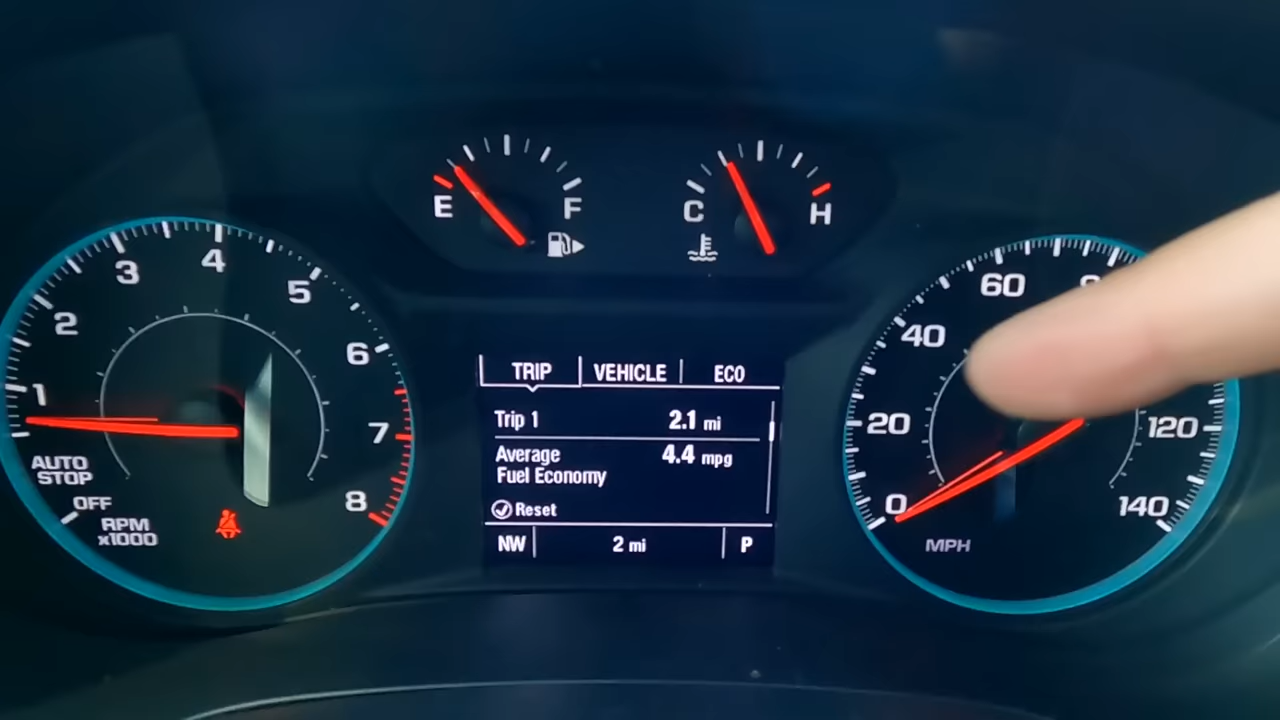 E
F
C
H
1
2
3
4
5
6
7
8
AUTO
STOP
OFF
RPM
x1000
TRIP VEHICLE ECO
Trip 1 2.1 mi
Average 4.4 mpg
Fuel Economy
Reset
NW 2 mi P
0
20
40
60
120
140
MPH